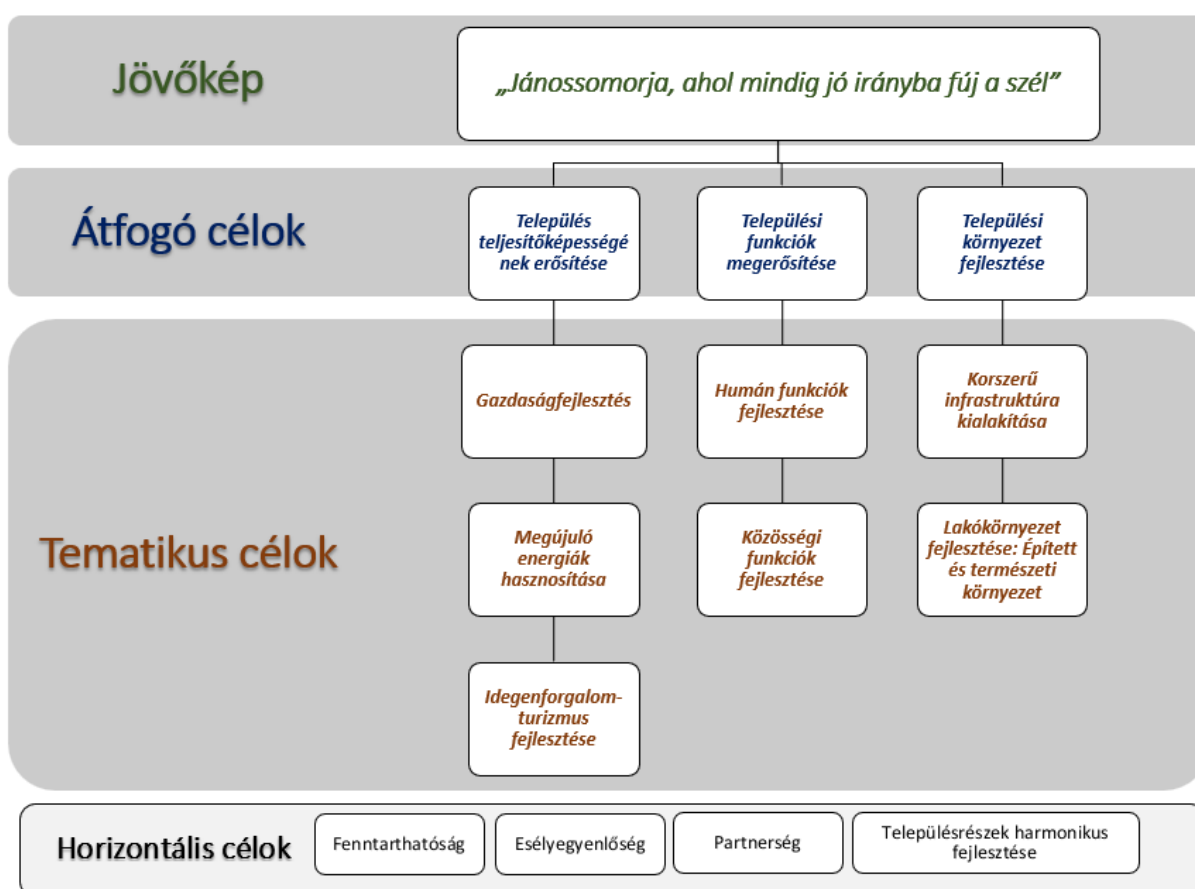 Jövőkép
„Jánossomorja, ahol mindig jó irányba fúj a szél”
Átfogó célok
Település
teljesítőképességé
nek erősítése
Települési
funkciók
megerősítése
Települési
környezet
fejlesztése
Tematikus célok
Gazdaságfejlesztés
Humán funkciók
fejlesztése
Korszerű
infrastruktúra
kialakítása
Megújuló
energiák
hasznosítása
Közösségi
funkciók
fejlesztése
Lakókörnyezet
fejlesztése: Épített
és természeti
környezet
Idegenforgalom-
turizmus
fejlesztése
Horizontális célok
Fenntarthatóság
Esélyegyenlőség
Partnerség
Településrészek harmonikus
fejlesztése